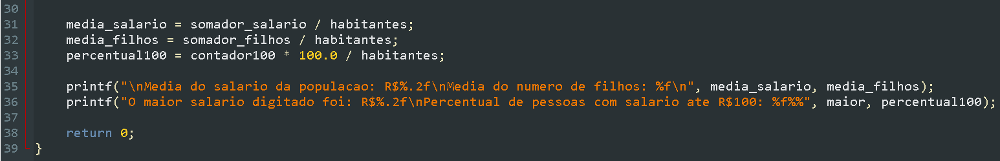 30
31 media_salario = somador_salario / habitantes;
32 media_filhos = somador_filhos / habitantes;
33 percentual100 = contador100 * 100.0 / habitantes;
34
35 printf("\nMedia do salario da populacao: R$%.2f\nMedia do numero de filhos: %f\n", media_salario, media_filhos);
36 printf("O maior salario digitado foi: R$%.2f\nPercentual de pessoas com salario ate R$100: %f%%", maior, percentual100);
37
38 return 0;
39 }